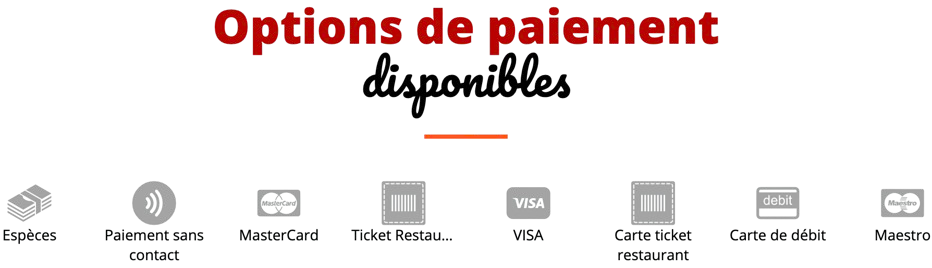 Options de paiement
disponibles
MasterCard
VISA
debit
Maestro
Espèces
Paiement sans
contact
MasterCard
Ticket Restau...
VISA
Carte ticket
restaurant
Carte de débit
Maestro